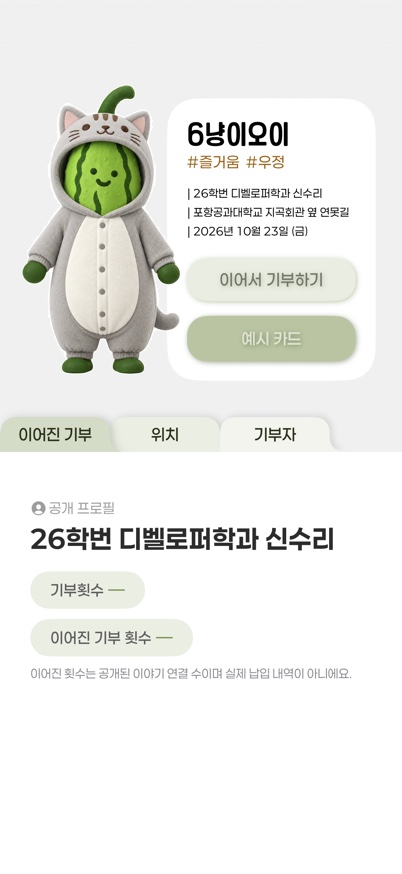 6냥이오이
#즐거움 #우정
| 26학번 디벨로퍼학과 신수리
| 포항공과대학교 지곡회관 옆 연못길
| 2026년 10월 23일 (금)
이어서 기부하기
예시 카드
이어진 기부 위치 기부자
공개 프로필
26학번 디벨로퍼학과 신수리
기부횟수 —
이어진 기부 횟수 —
이어진 횟수는 공개된 이야기 연결 수이며 실제 납입 내역이 아니에요.